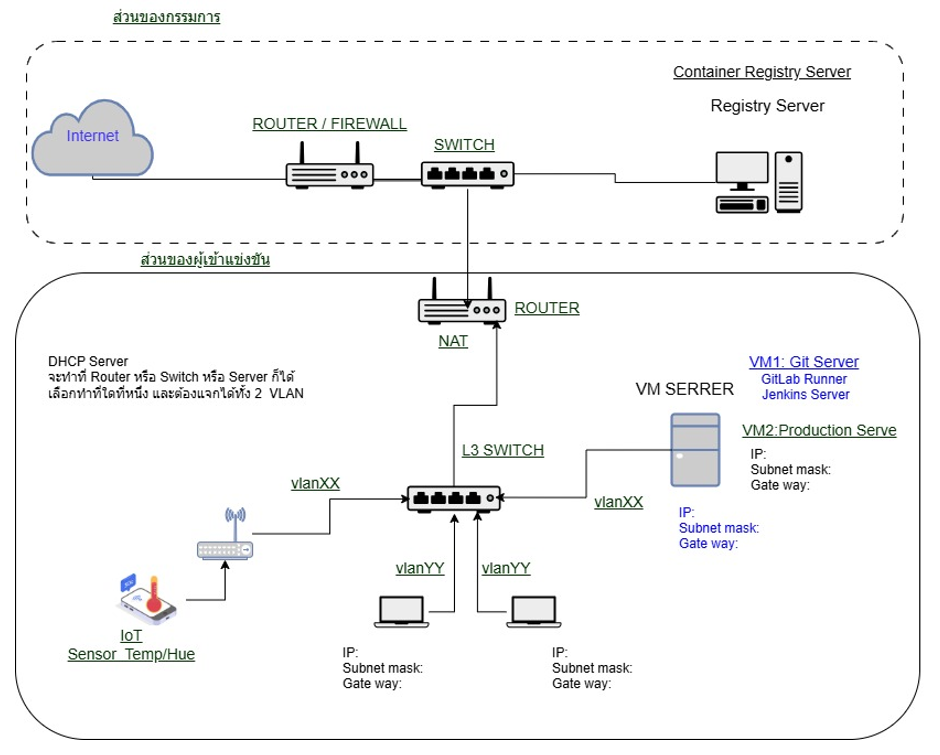 ส่วนของกรรมการ
Container Registry Server
Registry Server
Internet
ROUTER / FIREWALL
SWITCH
ส่วนของผู้เข้าแข่งขัน
ROUTER
NAT
DHCP Server
จะทำที่ Router หรือ Switch หรือ Server ก็ได้
เลือกทำที่ใดที่หนึ่ง และต้องแจกได้ทั้ง 2 VLAN
VM SERRER
VM1: Git Server
GitLab Runner
Jenkins Server
VM2:Production Serve
IP:
Subnet mask:
Gate way:
L3 SWITCH
vlanXX
vlanXX
IP:
Subnet mask:
Gate way:
vlanYY
vlanYY
IoT
Sensor Temp/Hue
IP:
Subnet mask:
Gate way:
IP:
Subnet mask:
Gate way: